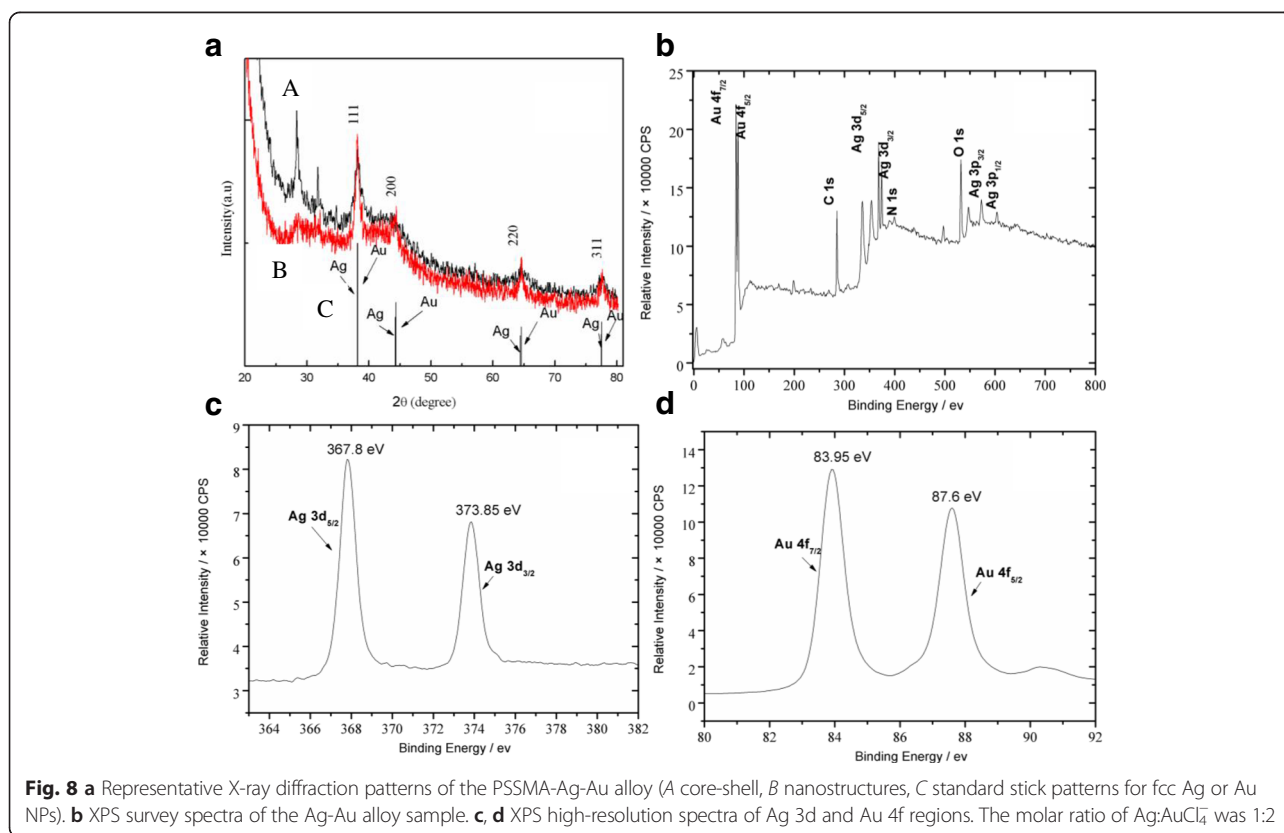 a
A
B
C
111
200
220
311
Ag
Au
Ag
Au
Ag
Au
Ag
Au
Intensity(a.u)
20 30 40 50 60 70 80
2θ (degree)
b
Au 4f7/2
Au 4f5/2
C 1s
Ag 3d5/2
Ag 3d3/2
N 1s
O 1s
Ag 3p3/2
Ag 3p1/2
25
20
15
10
5
0
Relative Intensity / × 10000 CPS
0 100 200 300 400 500 600 700 800
Binding Energy / ev
c
367.8 eV
373.85 eV
Ag 3d5/2
Ag 3d3/2
9
8
7
6
5
4
3
Relative Intensity / × 10000 CPS
364 366 368 370 372 374 376 378 380 382
Binding Energy / ev
d
83.95 eV
87.6 eV
Au 4f7/2
Au 4f5/2
14
12
10
8
6
4
2
0
Relative Intensity / × 10000 CPS
80 82 84 86 88 90 92
Binding Energy / ev
Fig. 8 a Representative X-ray diffraction patterns of the PSSMA-Ag-Au alloy (A core-shell, B nanostructures, C standard stick patterns for fcc Ag or Au
NPs). b XPS survey spectra of the Ag-Au alloy sample. c, d XPS high-resolution spectra of Ag 3d and Au 4f regions. The molar ratio of Ag:AuCl4− was 1:2